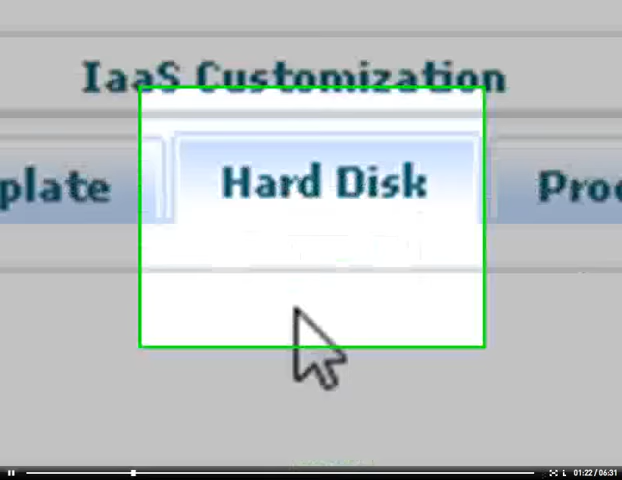 IaaS Customization
plate Hard Disk Proc
01:22 / 06:31